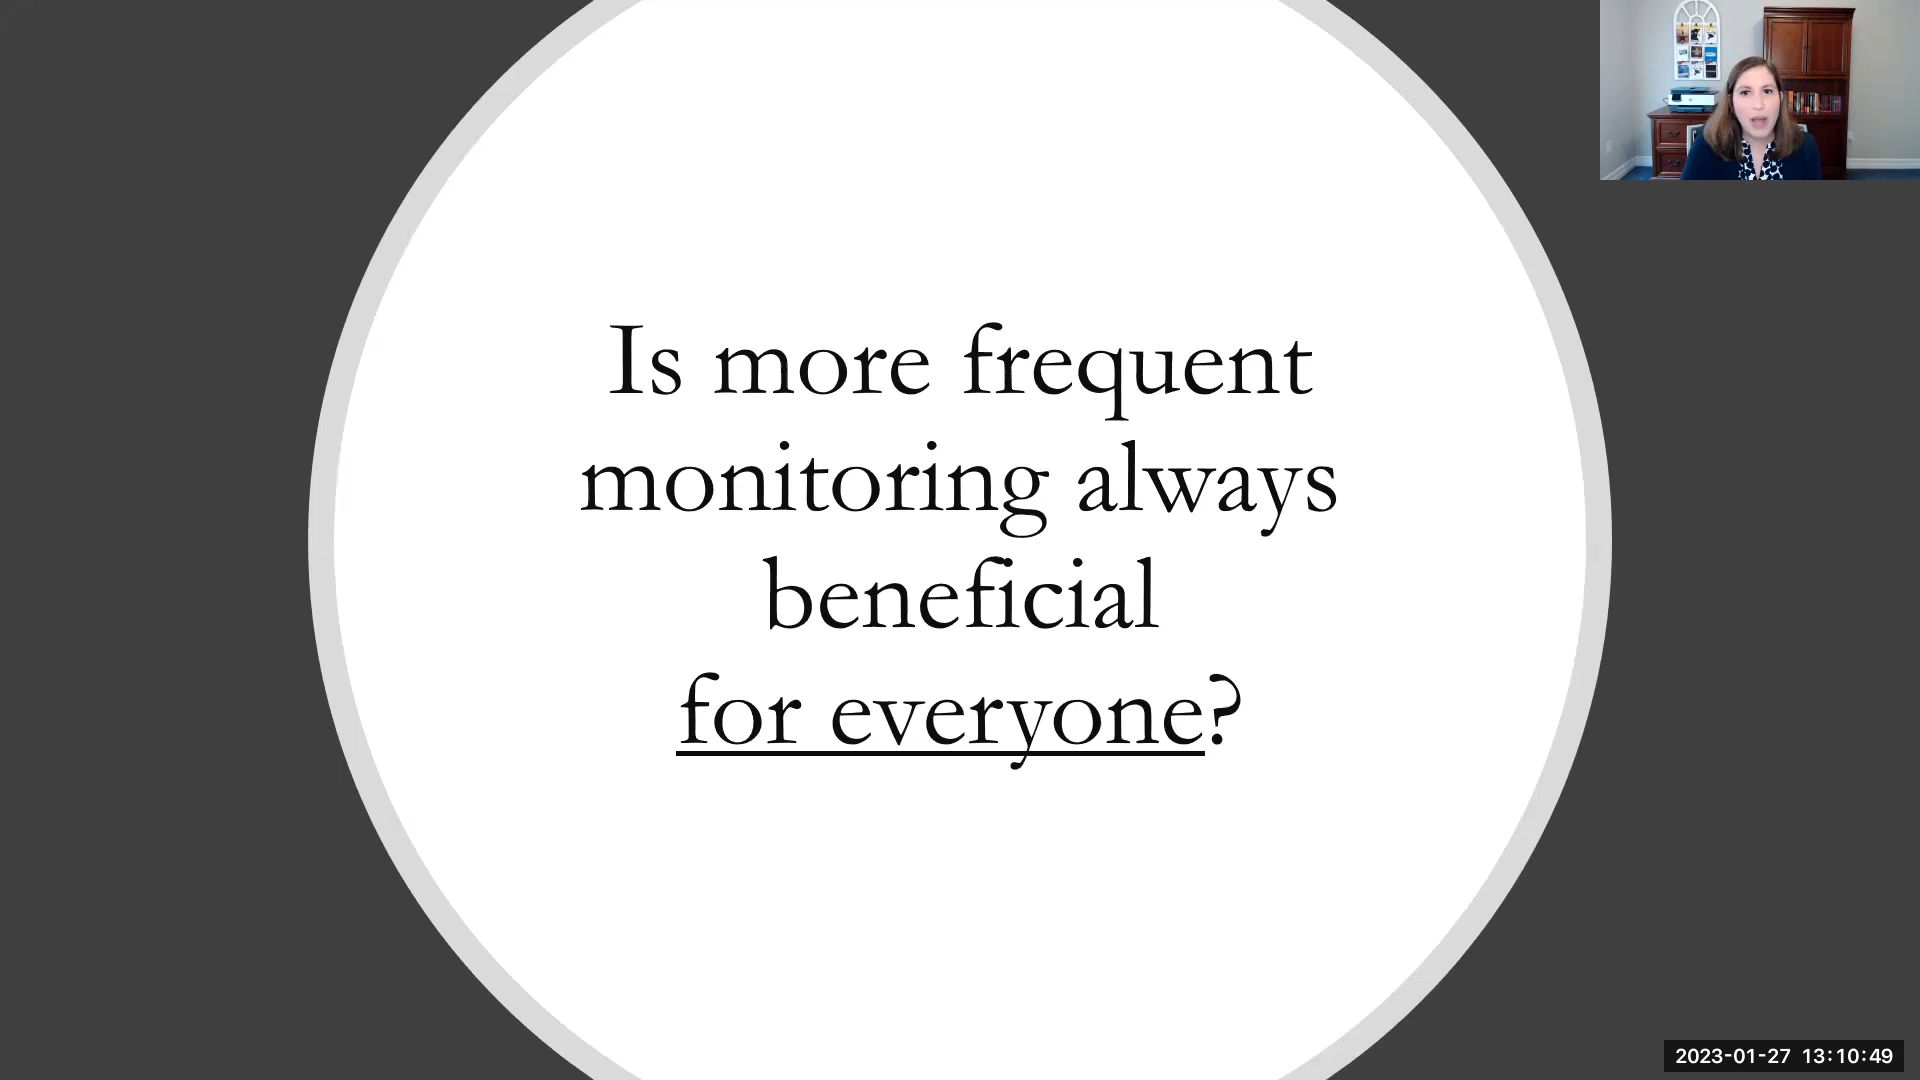 Is more frequent
monitoring always
beneficial
for everyone?
2023-01-27 13:10:49